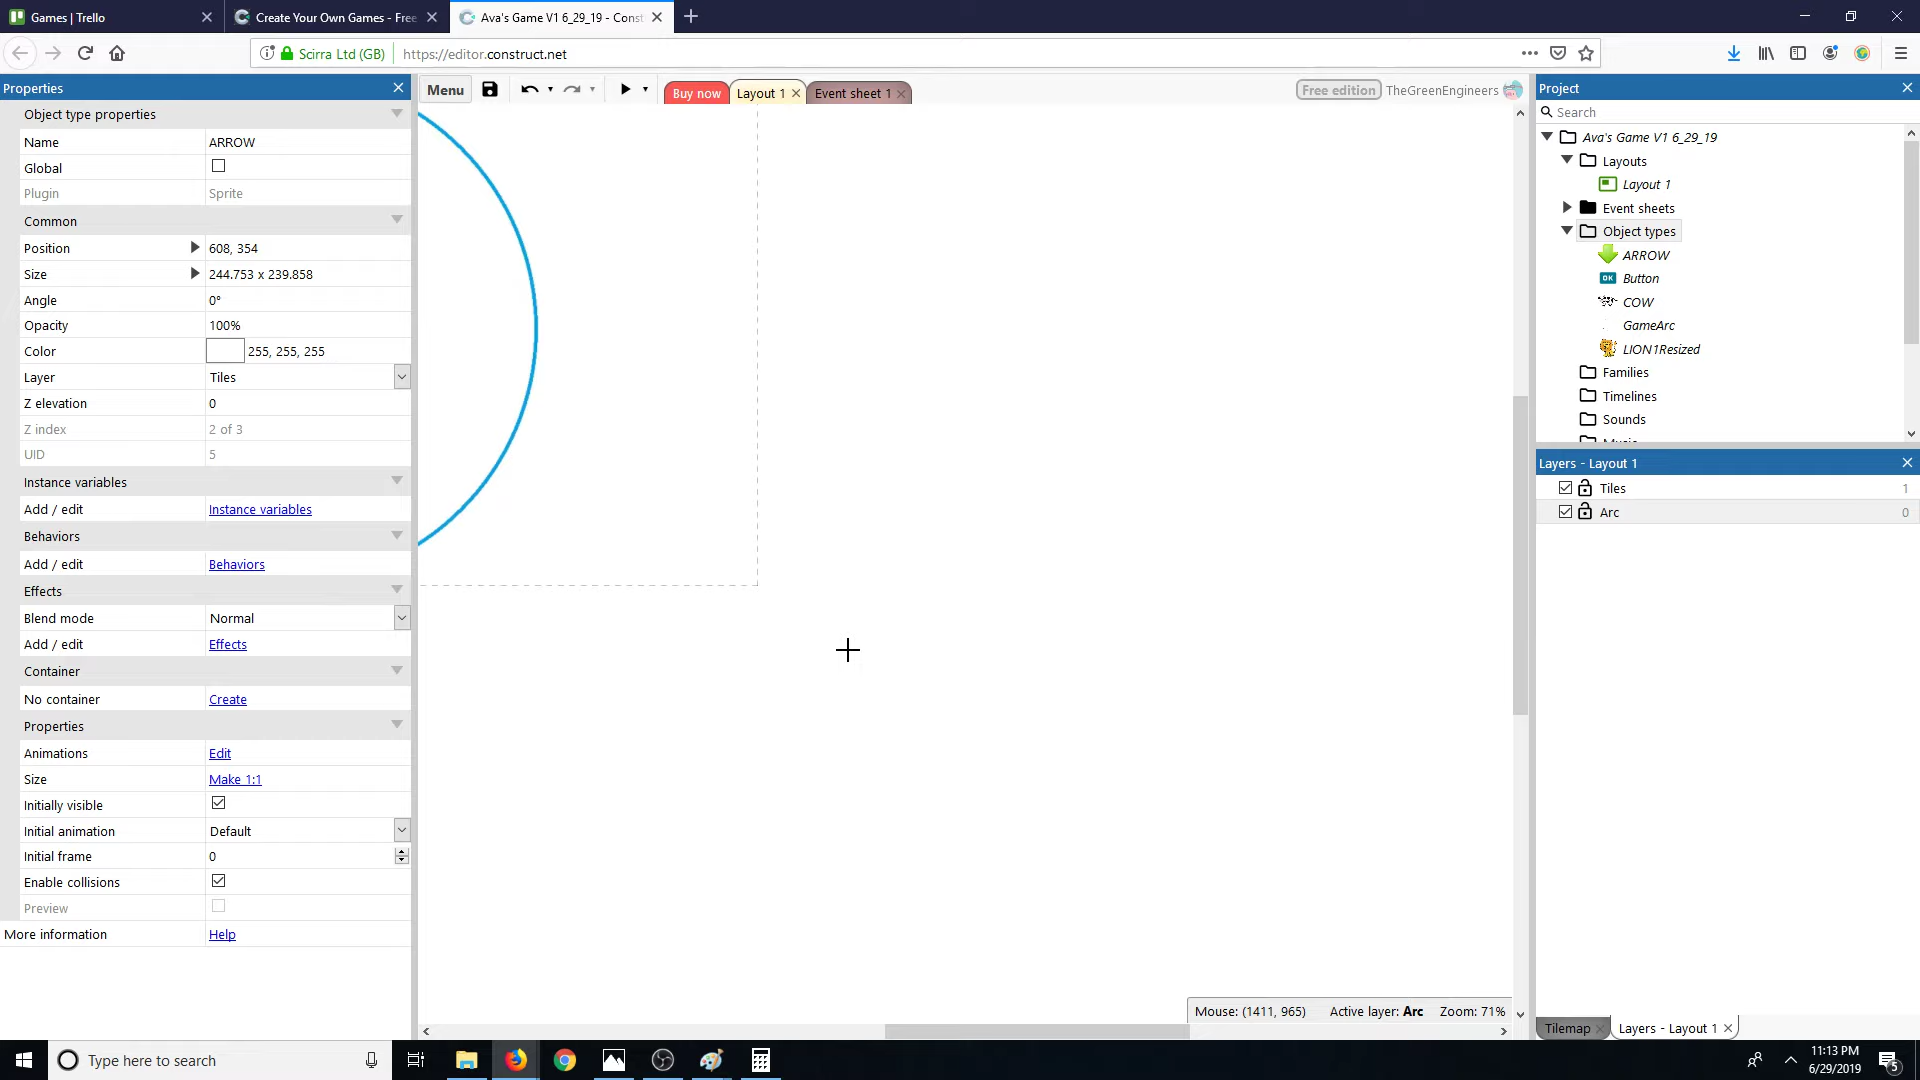 Games | Trello
Create Your Own Games - Free
Ava's Game V1 6_29_19 - Const
Scirra Ltd (GB)
https://editor.construct.net
Properties
Object type properties
Name ARROW
Global
Plugin Sprite
Common
Position 608, 354
Size 244.753 x 239.858
Angle 0°
Opacity 100%
Color 255, 255, 255
Layer Tiles
Z elevation 0
Z index 2 of 3
UID 5
Instance variables
Add / edit Instance variables
Behaviors
Add / edit Behaviors
Effects
Blend mode Normal
Add / edit Effects
Container
No container Create
Properties
Animations Edit
Size Make 1:1
Initially visible
Initial animation Default
Initial frame 0
Enable collisions
Preview
More information Help
Menu
Buy now
Layout 1
Event sheet 1
Free edition TheGreenEngineers
Mouse: (1411, 965) Active layer: Arc Zoom: 71%
Project
Search
Ava's Game V1 6_29_19
Layouts
Layout 1
Event sheets
Object types
ARROW
OK Button
COW
GameArc
LION1Resized
Families
Timelines
Sounds
Music
Layers - Layout 1
Tiles 1
Arc 0
Tilemap
Layers - Layout 1
Type here to search
11:13 PM
6/29/2019
5